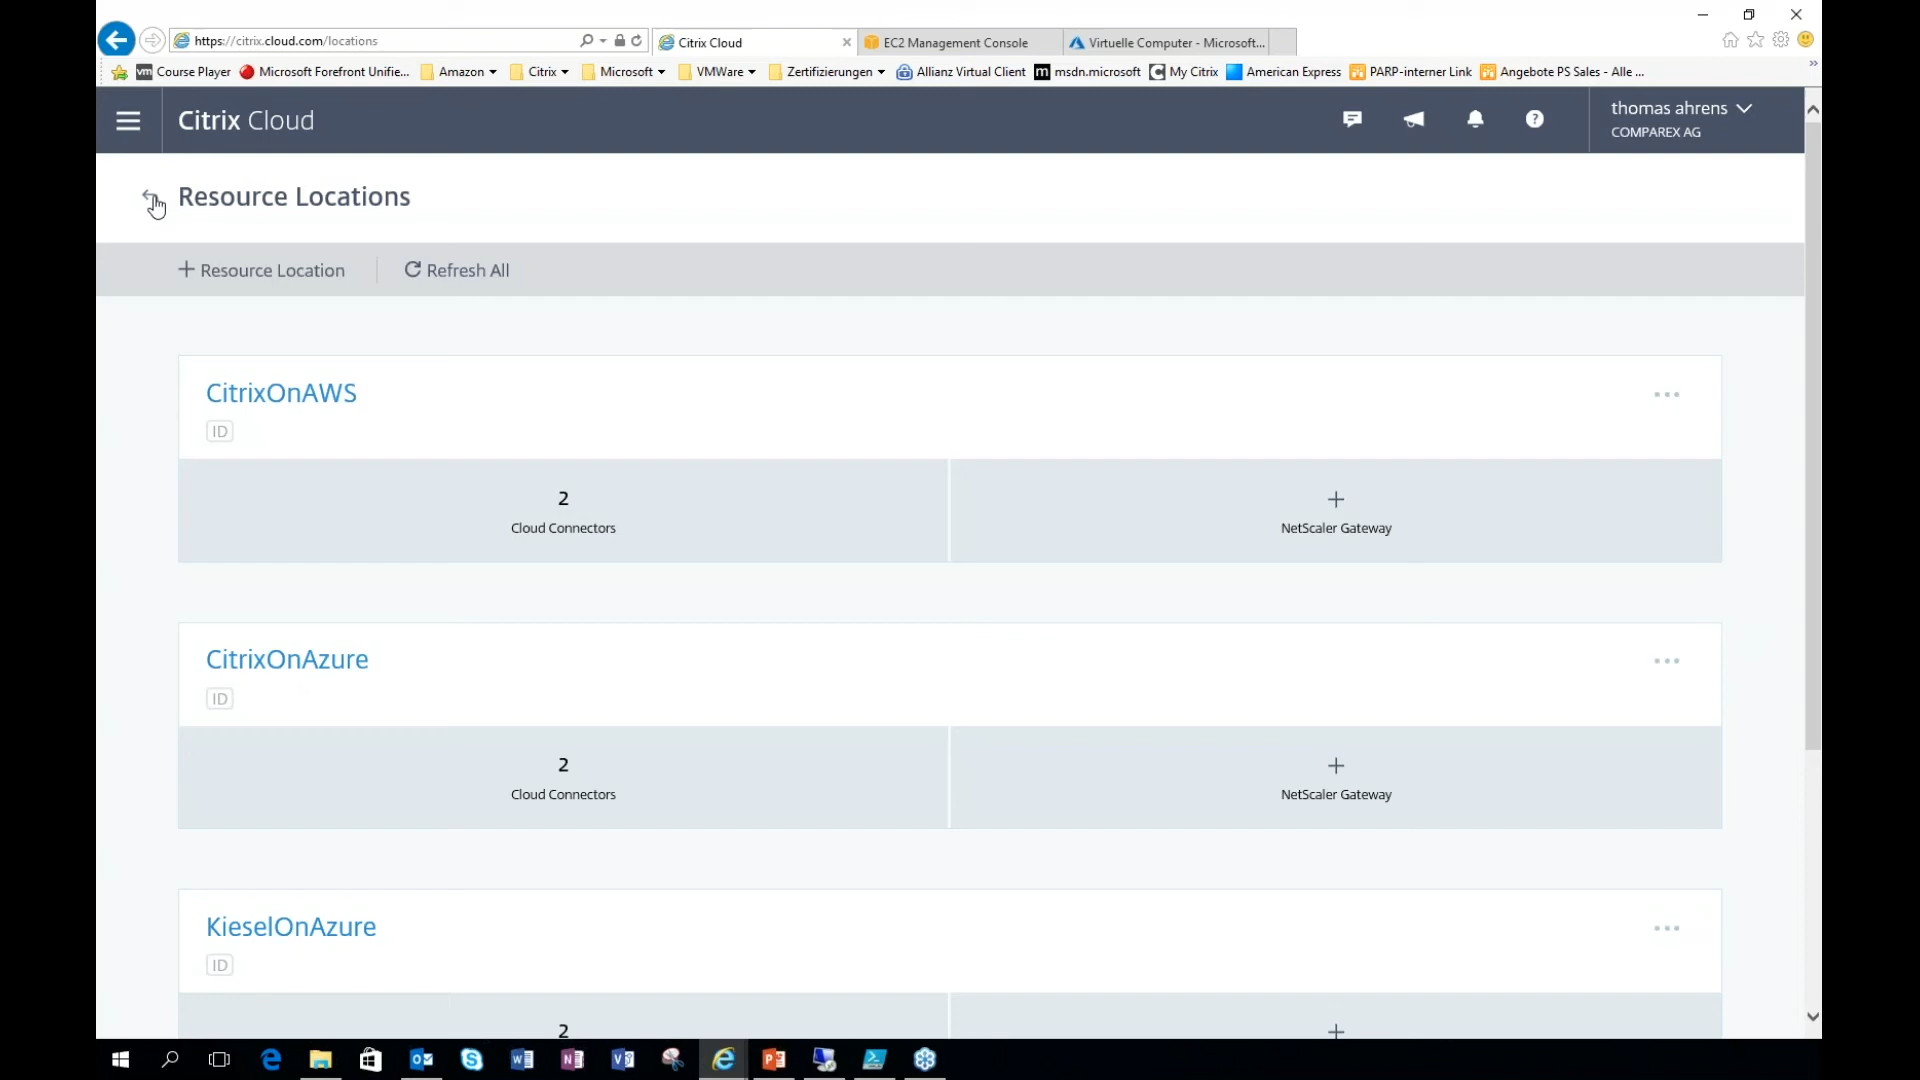 https://citrix.cloud.com/locations
Citrix Cloud
EC2 Management Console
Virtuelle Computer - Microsoft...
Course Player
Microsoft Forefront Unifie...
Amazon
Citrix
Microsoft
VMWare
Zertifizierungen
Allianz Virtual Client
msdn.microsoft
My Citrix
American Express
PARP-interner Link
Angebote PS Sales - Alle ...
Citrix Cloud
thomas ahrens
COMPAREX AG
Resource Locations
Resource Location
Refresh All
CitrixOnAWS
ID
2
Cloud Connectors
NetScaler Gateway
CitrixOnAzure
ID
2
Cloud Connectors
NetScaler Gateway
KieselOnAzure
ID
2